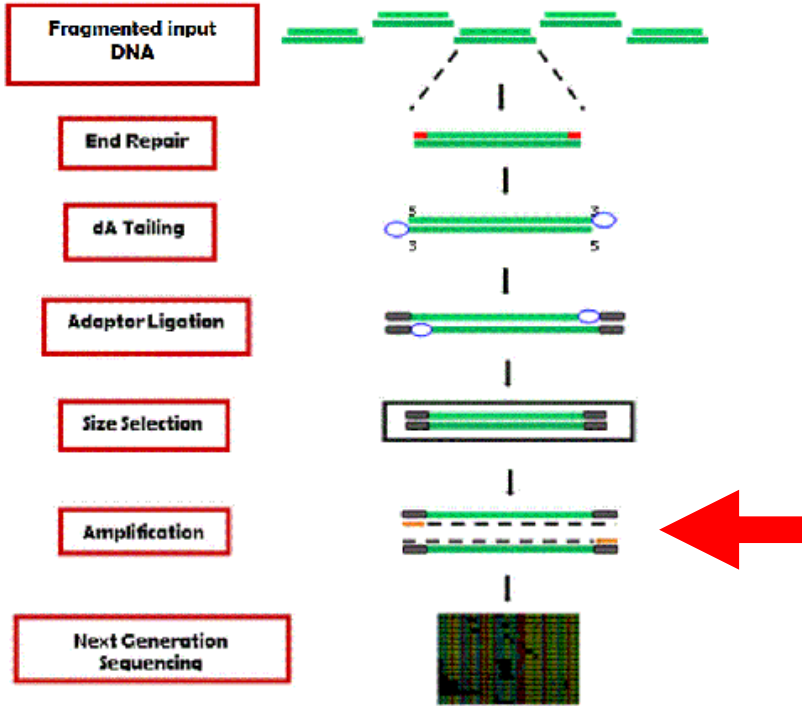 Fragmented input
DNA
End Repair
dA Tailing
5 3
3 5
Adaptor Ligation
Size Selection
Amplification
Next Generation
Sequencing